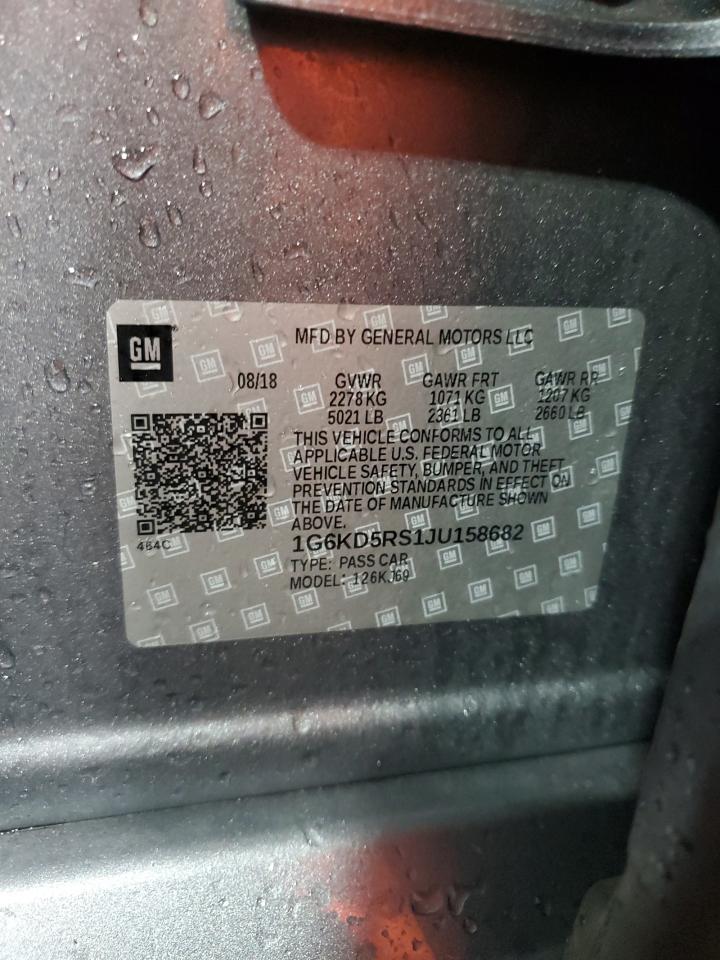 GM
MFD BY GENERAL MOTORS LLC
08/18 GVWR GAWR FRT GAWR RR
2278 KG 1071 KG 1207 KG
5021 LB 2361 LB 2660 LB
THIS VEHICLE CONFORMS TO ALL
APPLICABLE U.S. FEDERAL MOTOR
VEHICLE SAFETY, BUMPER, AND THEFT
PREVENTION STANDARDS IN EFFECT ON
THE DATE OF MANUFACTURE SHOWN
ABOVE.
464C
1G6KD5RS1JU158682
TYPE: PASS CAR
MODEL: 126KJ69